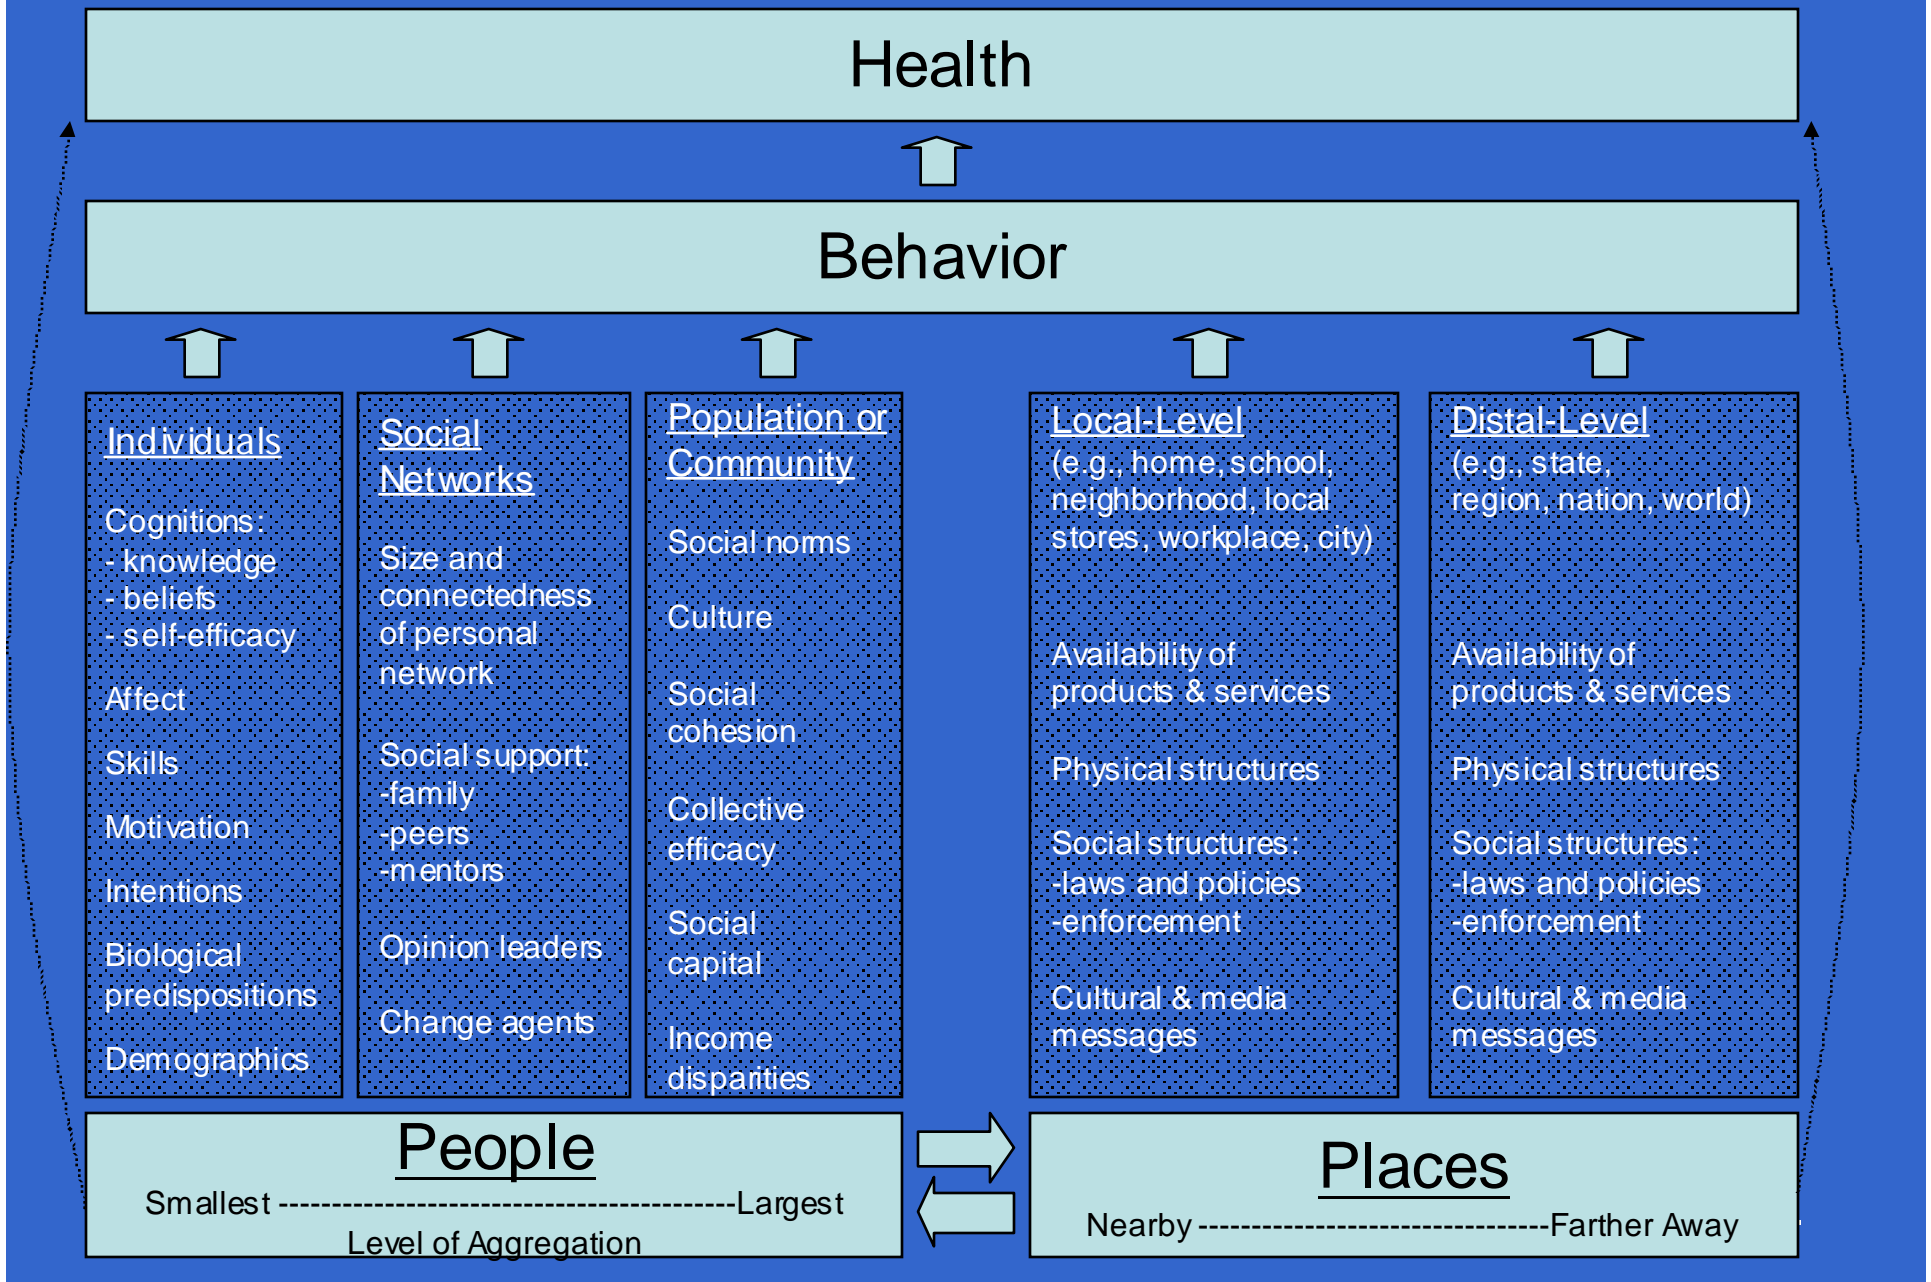 Health
Behavior
Individuals
Cognitions:
- knowledge
- beliefs
- self-efficacy
Affect
Skills
Motivation
Intentions
Biological
predispositions
Demographics
Social
Networks
Size and
connectedness
of personal
network
Social support:
-family
-peers
-mentors
Opinion leaders
Change agents
Population or
Community
Social norms
Culture
Social
cohesion
Collective
efficacy
Social
capital
Income
disparities
Local-Level
(e.g., home, school,
neighborhood, local
stores, workplace, city)
Availability of
products & services
Physical structures
Social structures:
-laws and policies
-enforcement
Cultural & media
messages
Distal-Level
(e.g., state,
region, nation, world)
Availability of
products & services
Physical structures
Social structures:
-laws and policies
-enforcement
Cultural & media
messages
People
Smallest -------------------------------------------Largest
Level of Aggregation
Places
Nearby ---------------------------------Farther Away